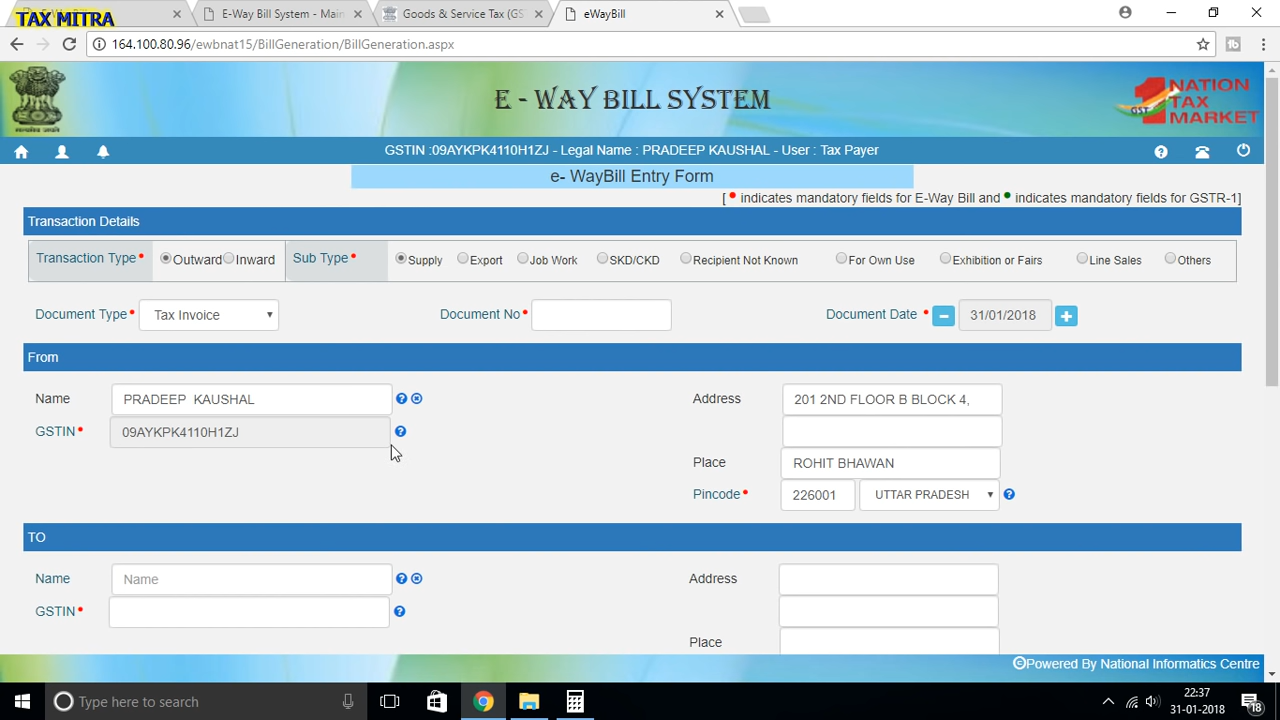 TAX MITRA
E-Way Bill System - Main
Goods & Service Tax (GS
eWayBill
164.100.80.96/ewbnat15/BillGeneration/BillGeneration.aspx
E - WAY BILL SYSTEM
GST 1 NATION TAX MARKET
GSTIN :09AYKPK4110H1ZJ - Legal Name : PRADEEP KAUSHAL - User : Tax Payer
e- WayBill Entry Form
[ • indicates mandatory fields for E-Way Bill and • indicates mandatory fields for GSTR-1]
Transaction Details
Transaction Type • Outward Inward Sub Type • Supply Export Job Work SKD/CKD Recipient Not Known For Own Use Exhibition or Fairs Line Sales Others
Document Type • Tax Invoice Document No • Document Date • 31/01/2018
From
Name PRADEEP KAUSHAL Address 201 2ND FLOOR B BLOCK 4,
GSTIN • 09AYKPK4110H1ZJ
Place ROHIT BHAWAN
Pincode • 226001 UTTAR PRADESH
TO
Name Name Address
GSTIN •
Place
©Powered By National Informatics Centre
Type here to search
22:37
31-01-2018
18